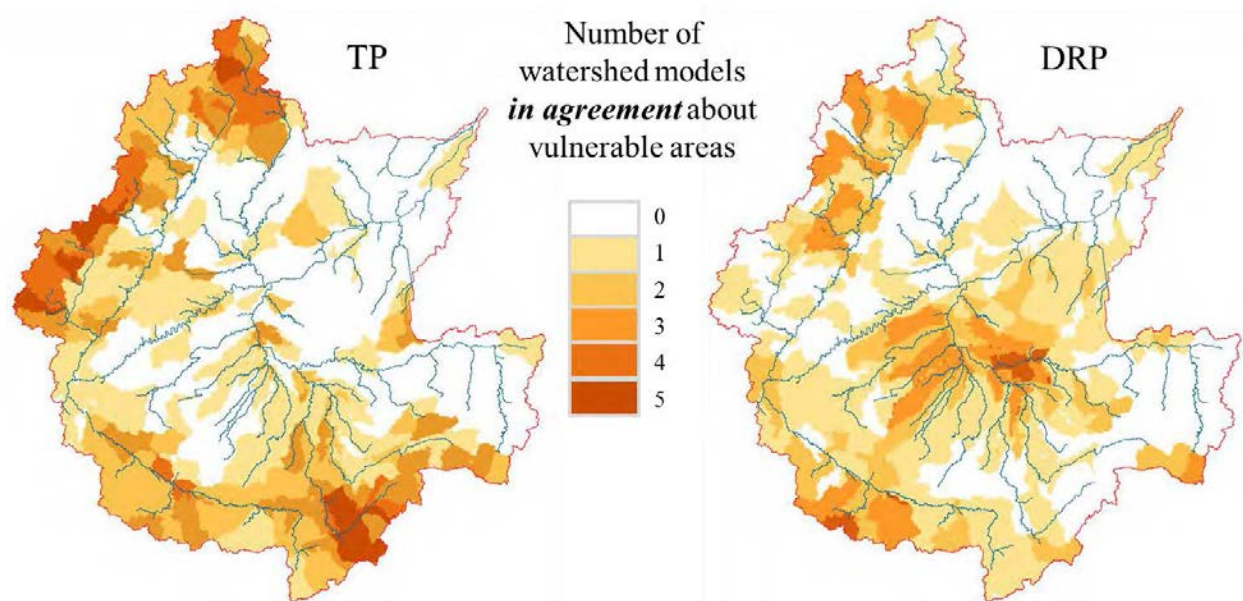 TP
Number of
watershed models
in agreement about
vulnerable areas
DRP
0
1
2
3
4
5